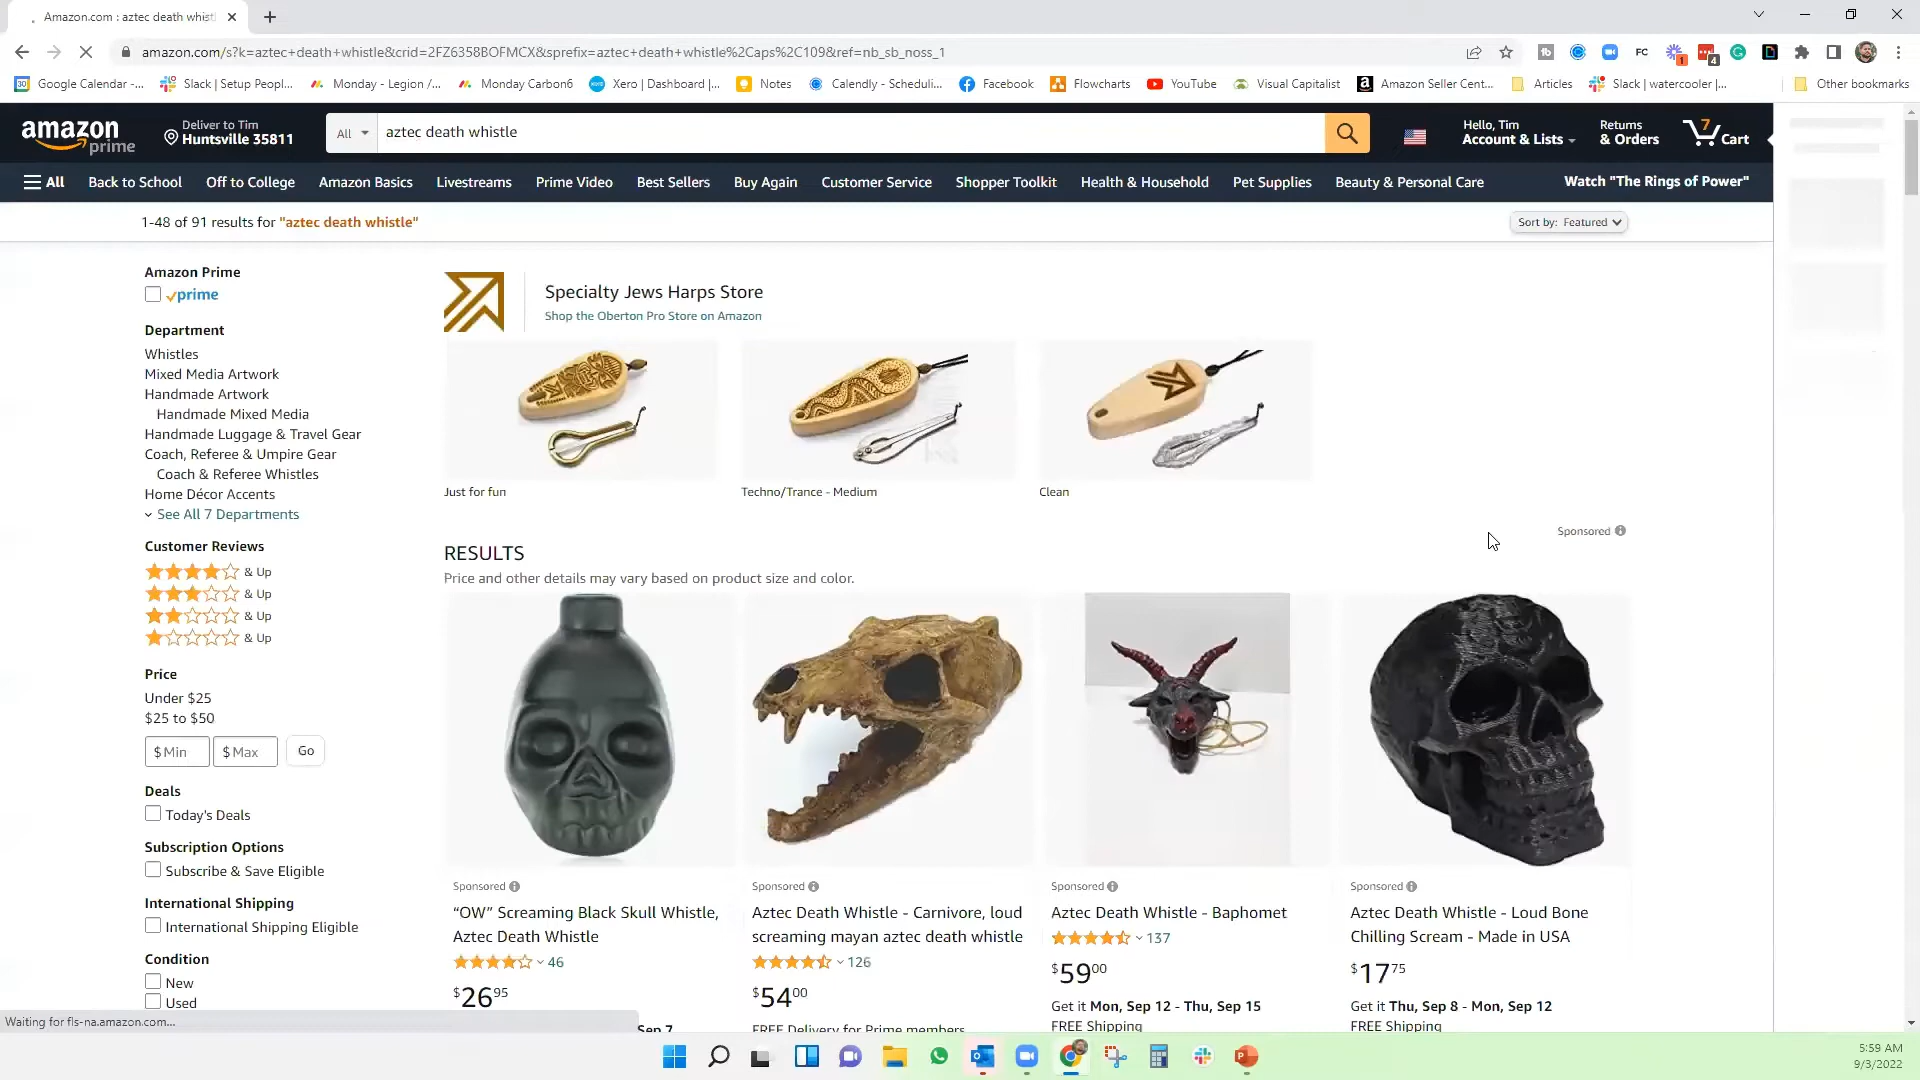 Amazon.com : aztec death whist
amazon.com/s?k=aztec+death+whistle&crid=2FZ6358BOFMCX&sprefix=aztec+death+whistle%2Caps%2C109&ref=nb_sb_noss_1
Google Calendar -... Slack | Setup Peopl... Monday - Legion /... Monday Carbon6 Xero | Dashboard |... Notes Calendly - Scheduli... Facebook Flowcharts YouTube Visual Capitalist Amazon Seller Cent... Articles Slack | watercooler |... Other bookmarks
amazon prime
Deliver to Tim
Huntsville 35811
All aztec death whistle
Hello, Tim
Account & Lists
Returns
& Orders
7 Cart
All Back to School Off to College Amazon Basics Livestreams Prime Video Best Sellers Buy Again Customer Service Shopper Toolkit Health & Household Pet Supplies Beauty & Personal Care Watch "The Rings of Power"
1-48 of 91 results for "aztec death whistle"
Sort by: Featured
Amazon Prime
prime
Department
Whistles
Mixed Media Artwork
Handmade Artwork
Handmade Mixed Media
Handmade Luggage & Travel Gear
Coach, Referee & Umpire Gear
Coach & Referee Whistles
Home Décor Accents
See All 7 Departments
Customer Reviews
& Up
& Up
& Up
& Up
Price
Under $25
$25 to $50
$ Min $ Max Go
Deals
Today's Deals
Subscription Options
Subscribe & Save Eligible
International Shipping
International Shipping Eligible
Condition
New
Used
Specialty Jews Harps Store
Shop the Oberton Pro Store on Amazon
Just for fun Techno/Trance - Medium Clean
Sponsored
RESULTS
Price and other details may vary based on product size and color.
Sponsored
“OW” Screaming Black Skull Whistle,
Aztec Death Whistle
46
$26 95
Sep 7
Sponsored
Aztec Death Whistle - Carnivore, loud
screaming mayan aztec death whistle
126
$54 00
FREE Delivery for Prime members
Sponsored
Aztec Death Whistle - Baphomet
137
$59 00
Get it Mon, Sep 12 - Thu, Sep 15
FREE Shipping
Sponsored
Aztec Death Whistle - Loud Bone
Chilling Scream - Made in USA
$17 75
Get it Thu, Sep 8 - Mon, Sep 12
FREE Shipping
Waiting for fls-na.amazon.com...
5:59 AM
9/3/2022